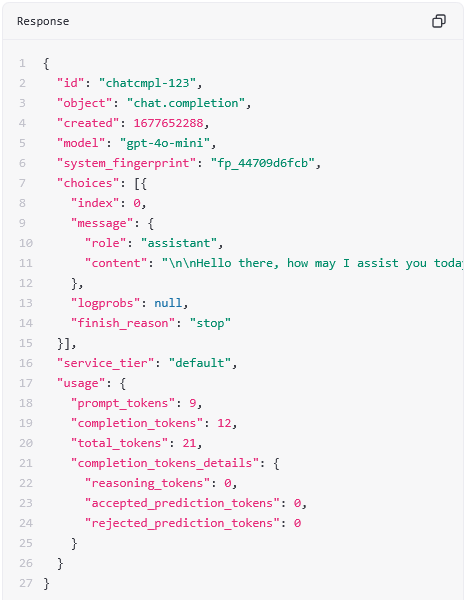 Response
1 {
2   "id": "chatcmpl-123",
3   "object": "chat.completion",
4   "created": 1677652288,
5   "model": "gpt-4o-mini",
6   "system_fingerprint": "fp_44709d6fcb",
7   "choices": [{
8     "index": 0,
9     "message": {
10       "role": "assistant",
11       "content": "\n\nHello there, how may I assist you today
12     },
13     "logprobs": null,
14     "finish_reason": "stop"
15   }],
16   "service_tier": "default",
17   "usage": {
18     "prompt_tokens": 9,
19     "completion_tokens": 12,
20     "total_tokens": 21,
21     "completion_tokens_details": {
22       "reasoning_tokens": 0,
23       "accepted_prediction_tokens": 0,
24       "rejected_prediction_tokens": 0
25     }
26   }
27 }